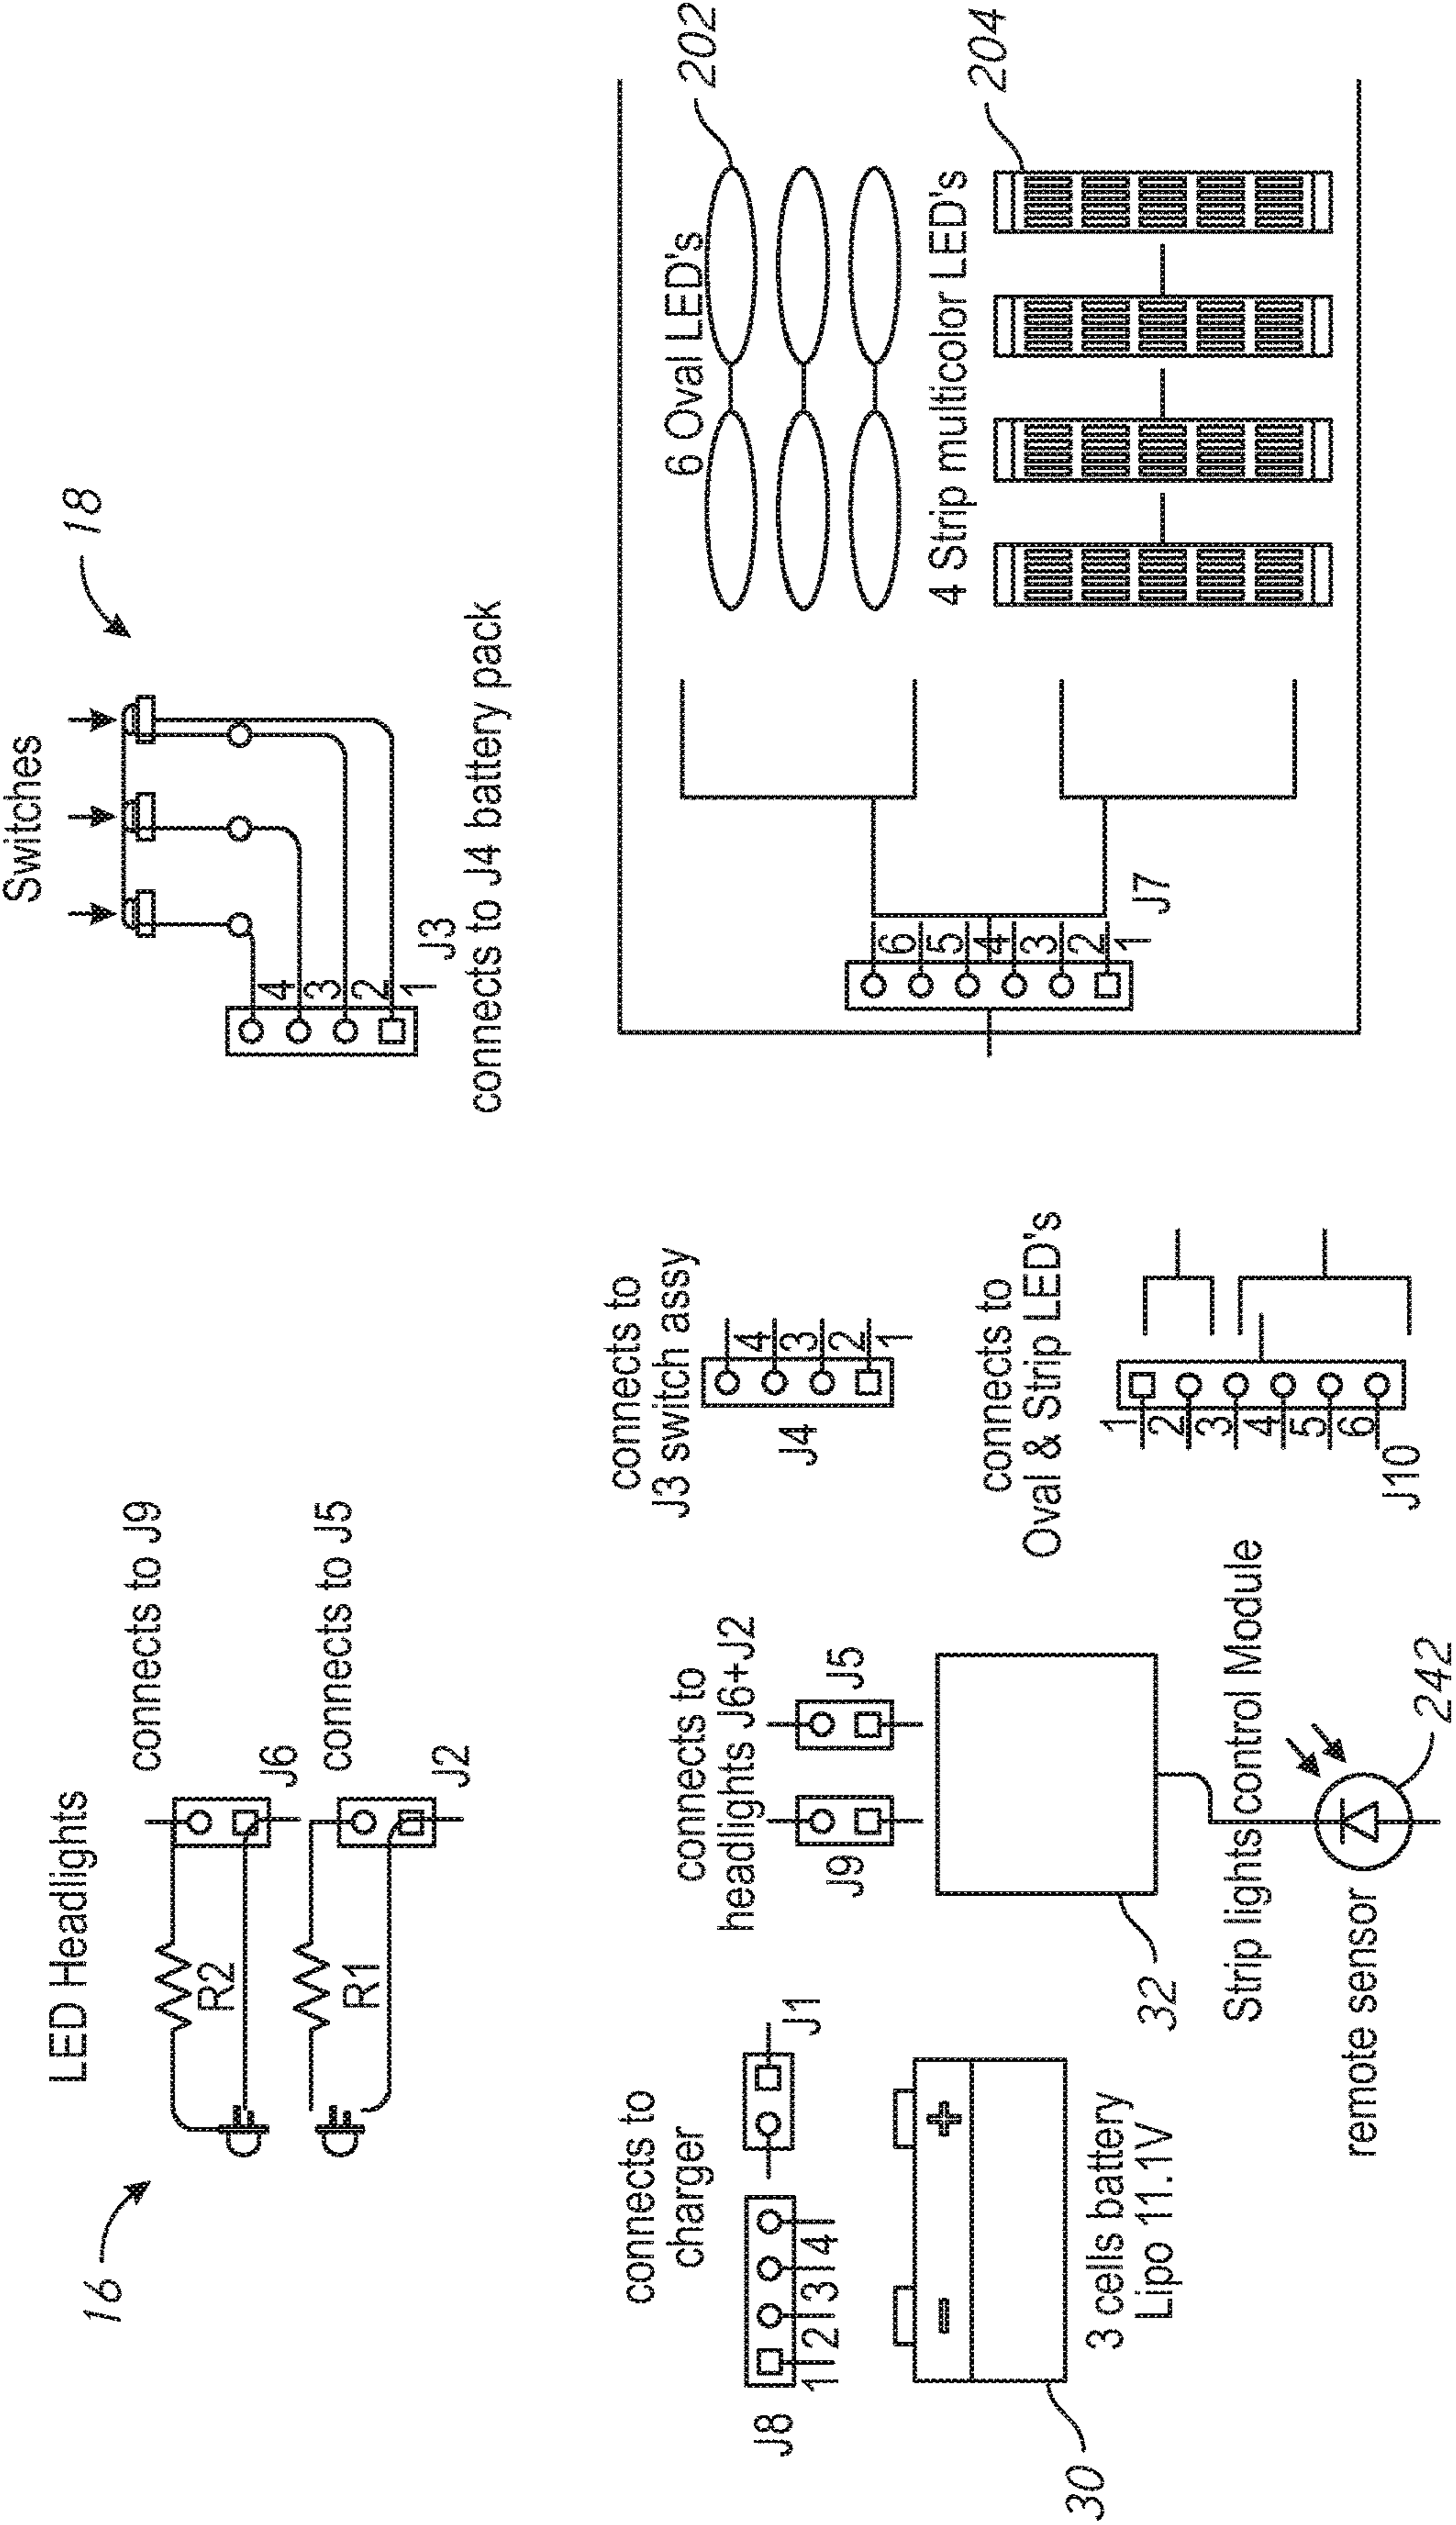 LED Headlights
16
R2
R1
connects to J9
J6
connects to J5
J2
Switches
18
4
3
2
1
J3
connects to J4 battery pack
connects to
charger
J8
1
2
3
4
J1
30
3 cells battery
Lipo 11.1V
connects to
headlights J6+J2
J9
J5
32
Strip lights control Module
remote sensor
242
connects to
J3 switch assy
J4
4
3
2
1
connects to
Oval & Strip LED's
1
2
3
4
5
6
J10
6
5
4
3
2
1
J7
6 Oval LED's
202
4 Strip multicolor LED's
204